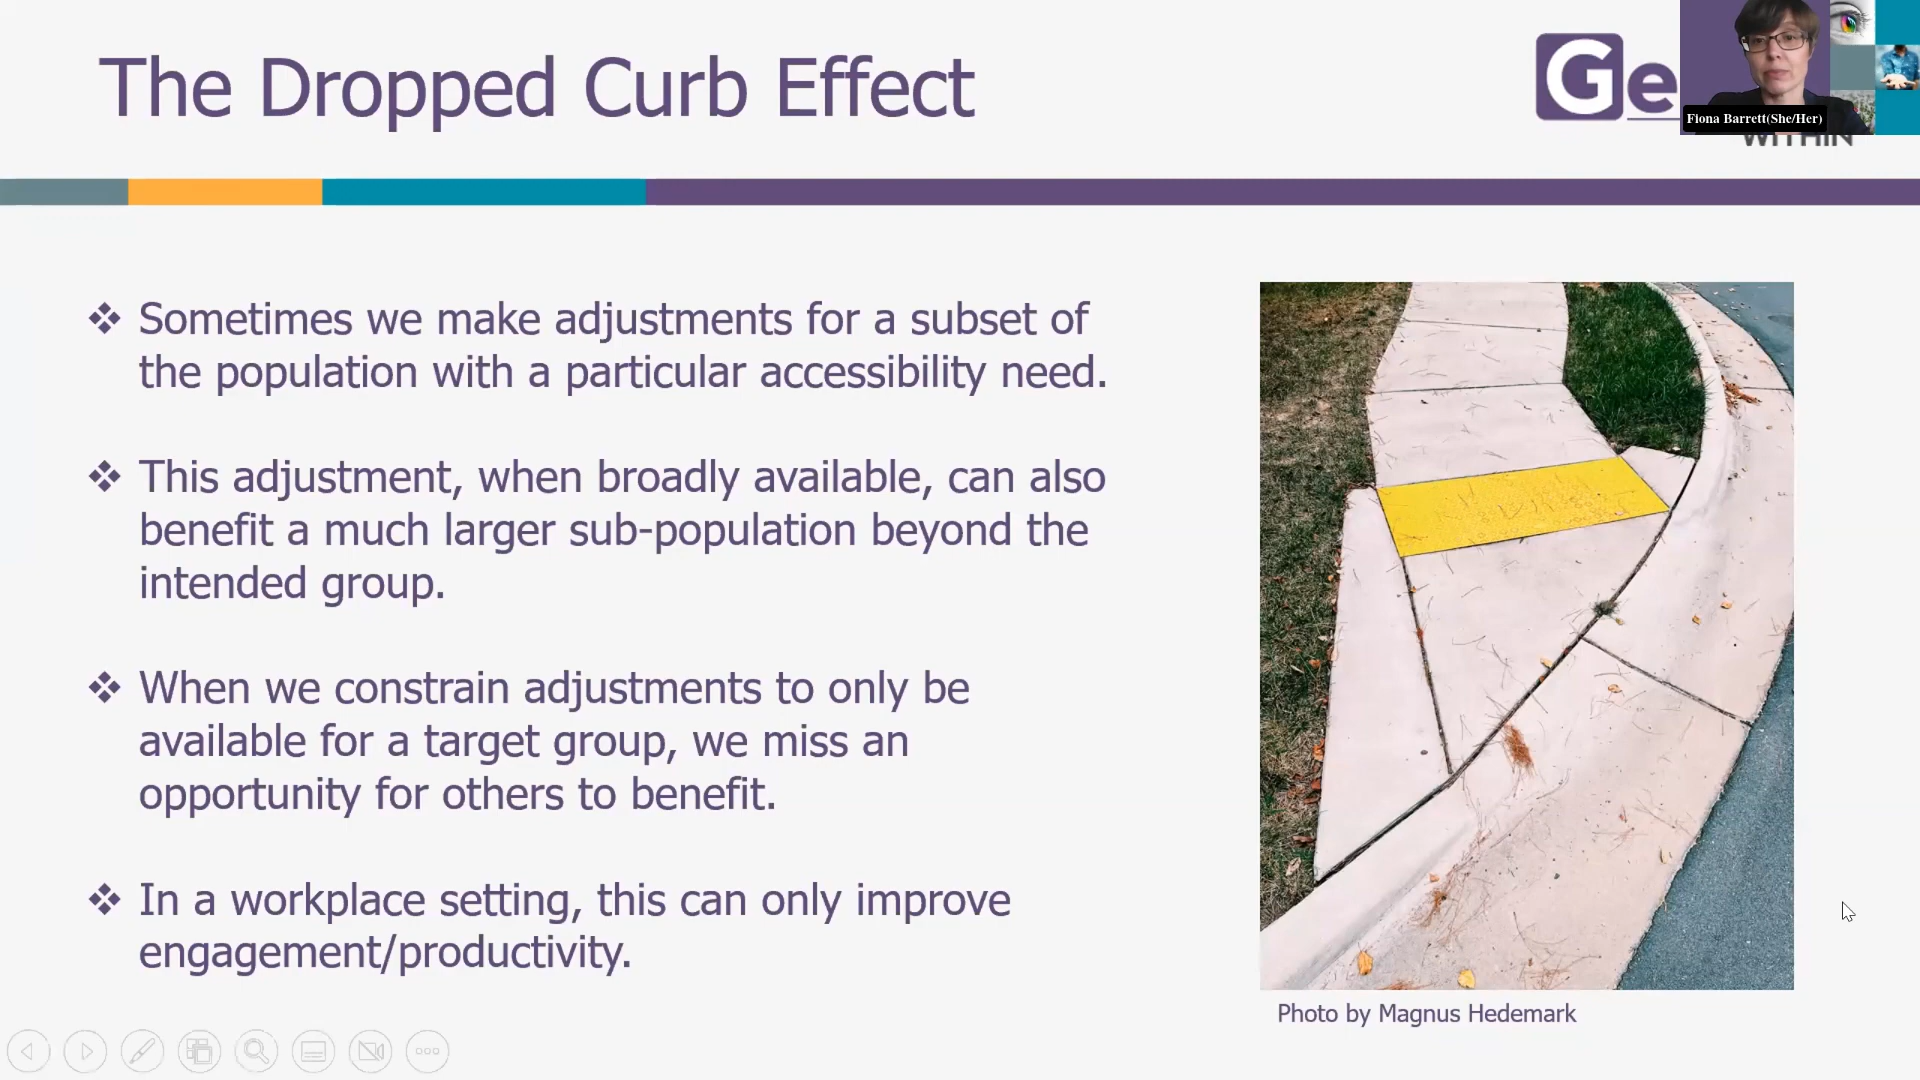 The Dropped Curb Effect
Ge
Fiona Barrett(She/Her)
WITHIN
Sometimes we make adjustments for a subset of
the population with a particular accessibility need.
This adjustment, when broadly available, can also
benefit a much larger sub-population beyond the
intended group.
When we constrain adjustments to only be
available for a target group, we miss an
opportunity for others to benefit.
In a workplace setting, this can only improve
engagement/productivity.
Photo by Magnus Hedemark